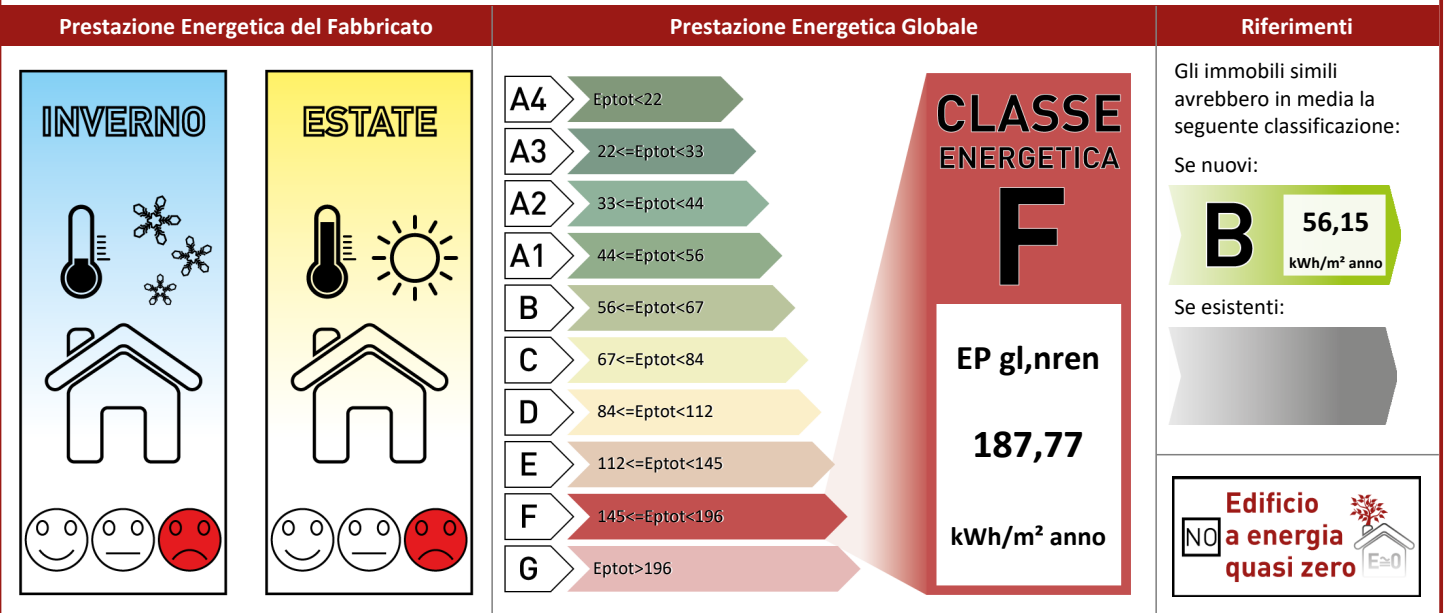 Prestazione Energetica del Fabbricato
Prestazione Energetica Globale
Riferimenti
INVERNO
ESTATE
A4
Eptot<22
A3
22<=Eptot<33
A2
33<=Eptot<44
A1
44<=Eptot<56
B
56<=Eptot<67
C
67<=Eptot<84
D
84<=Eptot<112
E
112<=Eptot<145
F
145<=Eptot<196
G
Eptot>196
CLASSE
ENERGETICA
F
EP gl,nren
187,77
kWh/m² anno
Gli immobili simili
avrebbero in media la
seguente classificazione:
Se nuovi:
B
56,15
kWh/m² anno
Se esistenti:
NO
Edificio
a energia
quasi zero
E≅0